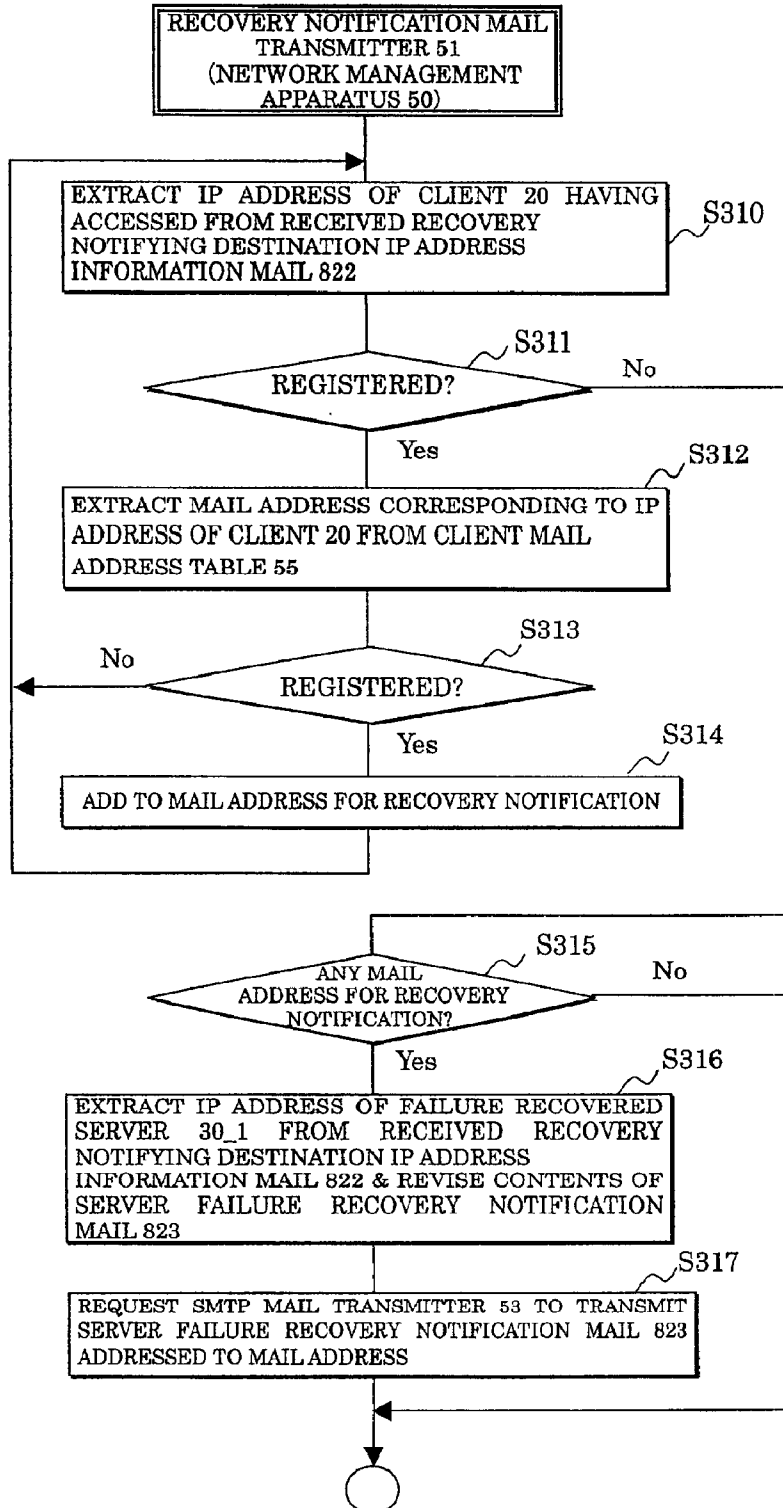 RECOVERY NOTIFICATION MAIL
TRANSMITTER 51
(NETWORK MANAGEMENT
APPARATUS 50)
EXTRACT IP ADDRESS OF CLIENT 20 HAVING
ACCESSED FROM RECEIVED RECOVERY
NOTIFYING DESTINATION IP ADDRESS
INFORMATION MAIL 822
S310
S311
REGISTERED?
No
Yes
S312
EXTRACT MAIL ADDRESS CORRESPONDING TO IP
ADDRESS OF CLIENT 20 FROM CLIENT MAIL
ADDRESS TABLE 55
S313
No
REGISTERED?
Yes
S314
ADD TO MAIL ADDRESS FOR RECOVERY NOTIFICATION
S315
ANY MAIL
ADDRESS FOR RECOVERY
NOTIFICATION?
No
Yes
S316
EXTRACT IP ADDRESS OF FAILURE RECOVERED
SERVER 30_1 FROM RECEIVED RECOVERY
NOTIFYING DESTINATION IP ADDRESS
INFORMATION MAIL 822 & REVISE CONTENTS OF
SERVER FAILURE RECOVERY NOTIFICATION
MAIL 823
S317
REQUEST SMTP MAIL TRANSMITTER 53 TO TRANSMIT
SERVER FAILURE RECOVERY NOTIFICATION MAIL 823
ADDRESSED TO MAIL ADDRESS